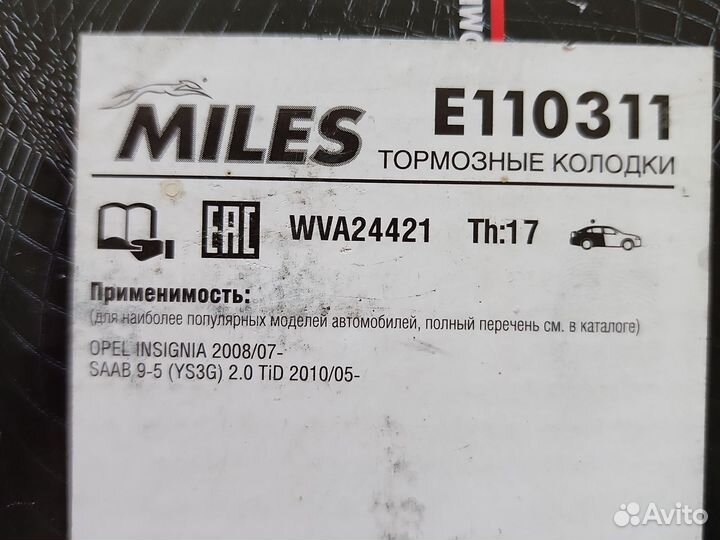 MILES
E110311
ТОРМОЗНЫЕ КОЛОДКИ
EAC WVA24421 Th:17
Применимость:
(для наиболее популярных моделей автомобилей, полный перечень см. в каталоге)
OPEL INSIGNIA 2008/07-
SAAB 9-5 (YS3G) 2.0 TiD 2010/05-
Avito